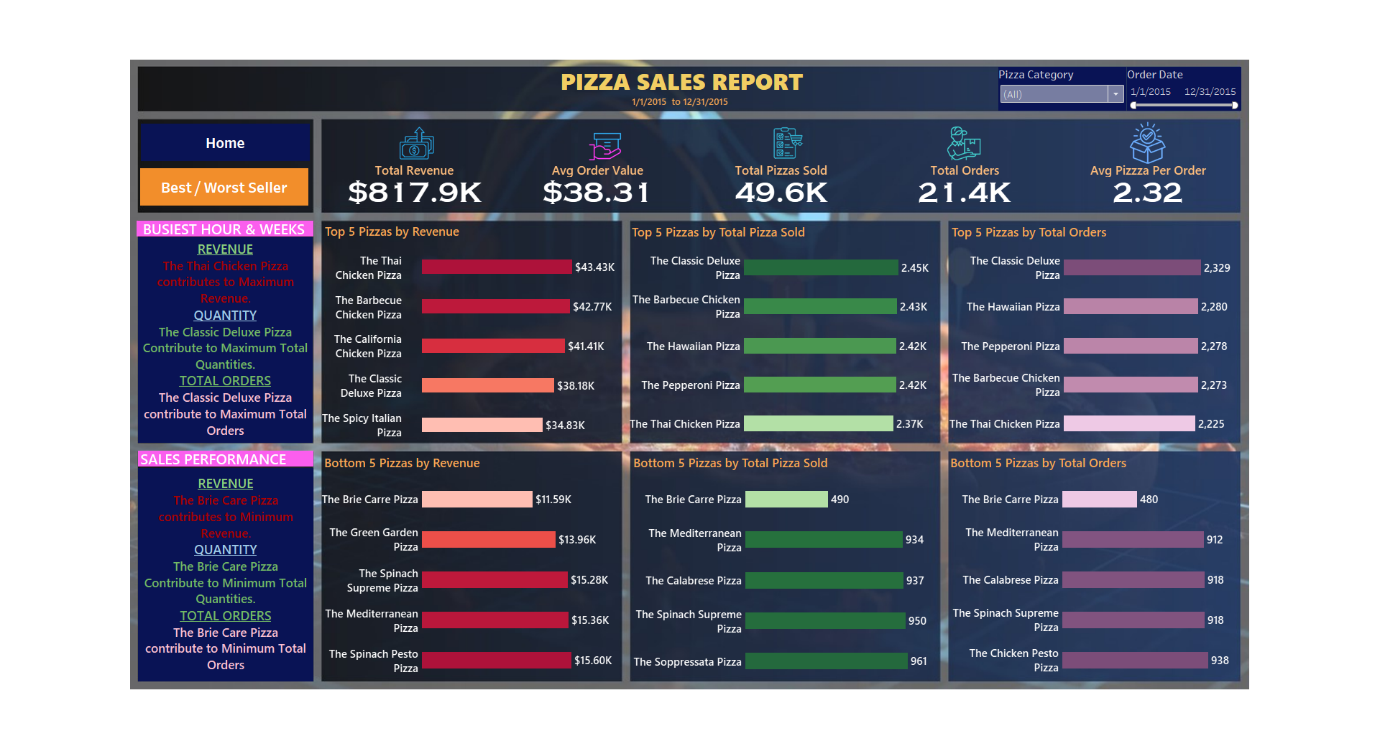 PIZZA SALES REPORT
1/1/2015 to 12/31/2015
Pizza Category
(All)
Order Date
1/1/2015 12/31/2015
Home
Best / Worst Seller
Total Revenue
$817.9K
Avg Order Value
$38.31
Total Pizzas Sold
49.6K
Total Orders
21.4K
Avg Pizzza Per Order
2.32
BUSIEST HOUR & WEEKS
REVENUE
The Thai Chicken Pizza
contributes to Maximum
Revenue.
QUANTITY
The Classic Deluxe Pizza
Contribute to Maximum Total
Quantities.
TOTAL ORDERS
The Classic Deluxe Pizza
contribute to Maximum Total
Orders
Top 5 Pizzas by Revenue
The Thai
Chicken Pizza
$43.43K
The Barbecue
Chicken Pizza
$42.77K
The California
Chicken Pizza
$41.41K
The Classic
Deluxe Pizza
$38.18K
The Spicy Italian
Pizza
$34.83K
Top 5 Pizzas by Total Pizza Sold
The Classic Deluxe
Pizza
2.45K
The Barbecue Chicken
Pizza
2.43K
The Hawaiian Pizza
2.42K
The Pepperoni Pizza
2.42K
The Thai Chicken Pizza
2.37K
Top 5 Pizzas by Total Orders
The Classic Deluxe
Pizza
2,329
The Hawaiian Pizza
2,280
The Pepperoni Pizza
2,278
The Barbecue Chicken
Pizza
2,273
The Thai Chicken Pizza
2,225
SALES PERFORMANCE
REVENUE
The Brie Care Pizza
contributes to Minimum
Revenue.
QUANTITY
The Brie Care Pizza
Contribute to Minimum Total
Quantities.
TOTAL ORDERS
The Brie Care Pizza
contribute to Minimum Total
Orders
Bottom 5 Pizzas by Revenue
The Brie Carre Pizza
$11.59K
The Green Garden
Pizza
$13.96K
The Spinach
Supreme Pizza
$15.28K
The Mediterranean
Pizza
$15.36K
The Spinach Pesto
Pizza
$15.60K
Bottom 5 Pizzas by Total Pizza Sold
The Brie Carre Pizza
490
The Mediterranean
Pizza
934
The Calabrese Pizza
937
The Spinach Supreme
Pizza
950
The Soppressata Pizza
961
Bottom 5 Pizzas by Total Orders
The Brie Carre Pizza
480
The Mediterranean
Pizza
912
The Calabrese Pizza
918
The Spinach Supreme
Pizza
918
The Chicken Pesto
Pizza
938